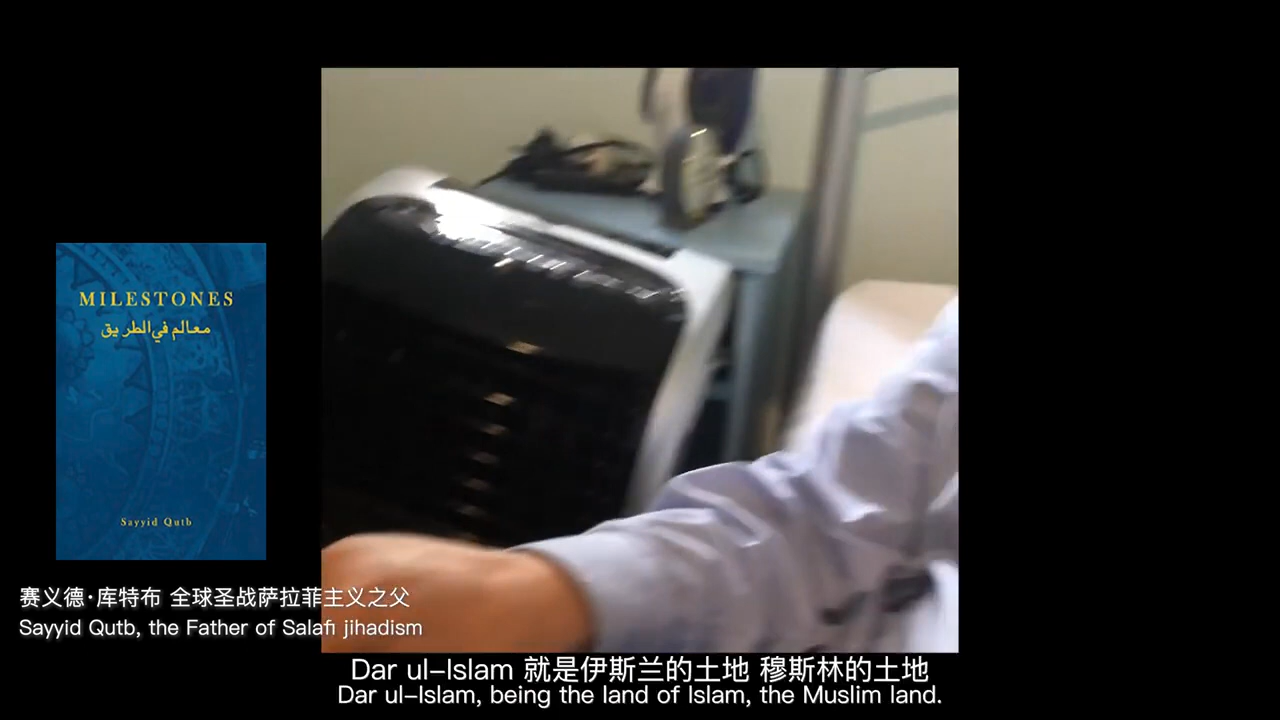 MILESTONES
معالم في الطريق
Sayyid Qutb
赛义德·库特布 全球圣战萨拉菲主义之父
Sayyid Qutb, the Father of Salafi jihadism
Dar ul-Islam 就是伊斯兰的土地 穆斯林的土地
Dar ul-Islam, being the land of Islam, the Muslim land.